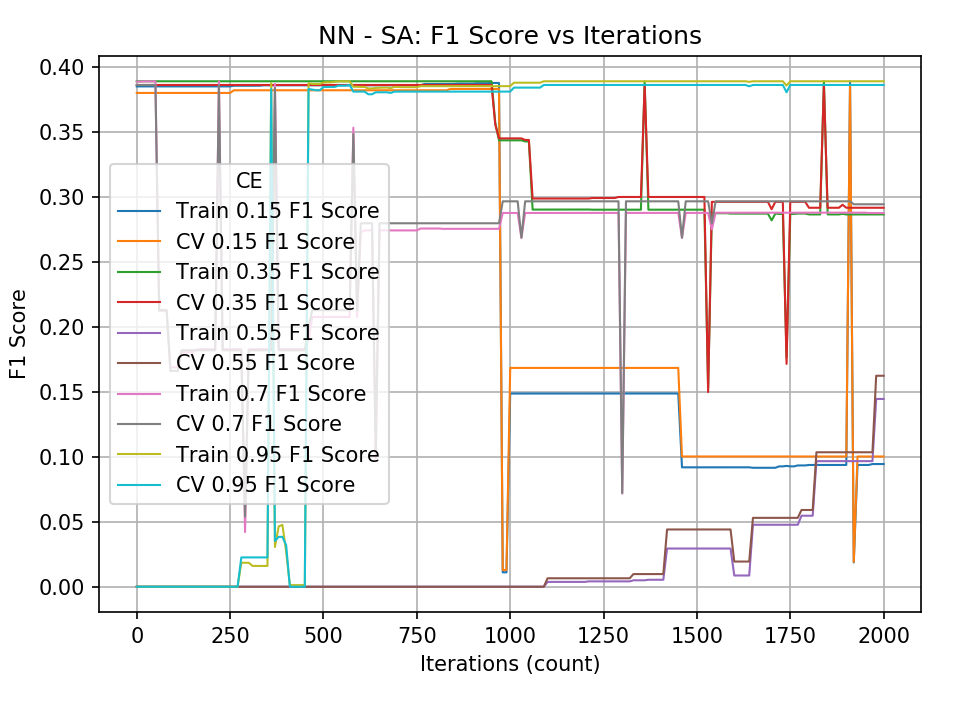 NN - SA: F1 Score vs Iterations
0.40
0.35
0.30
0.25
0.20
0.15
0.10
0.05
0.00
F1 Score
CE
Train 0.15 F1 Score
CV 0.15 F1 Score
Train 0.35 F1 Score
CV 0.35 F1 Score
Train 0.55 F1 Score
CV 0.55 F1 Score
Train 0.7 F1 Score
CV 0.7 F1 Score
Train 0.95 F1 Score
CV 0.95 F1 Score
0 250 500 750 1000 1250 1500 1750 2000
Iterations (count)